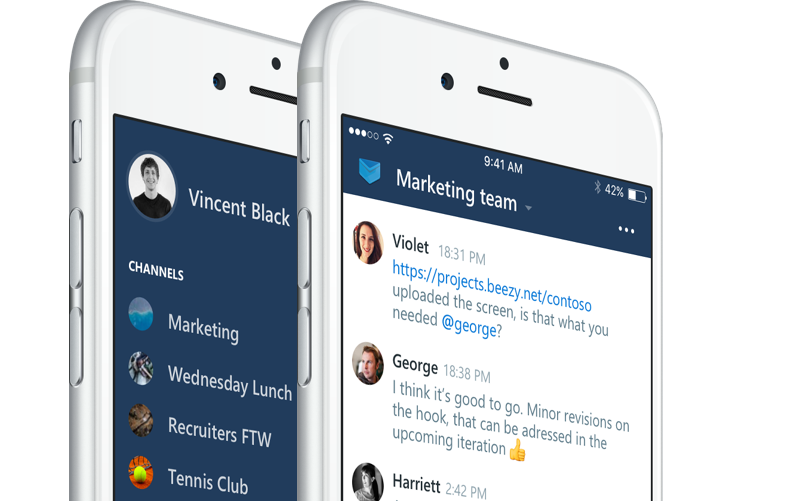 Vincent Black
CHANNELS
Marketing
Wednesday Lunch
Recruiters FTW
Tennis Club
9:41 AM
42%
Marketing team
Violet 18:31 PM
https://projects.beezy.net/contoso
uploaded the screen, is that what you
needed @george?
George 18:38 PM
I think it's good to go. Minor revisions on
the hook, that can be adressed in the
upcoming iteration 👍
Harriett 2:42 PM